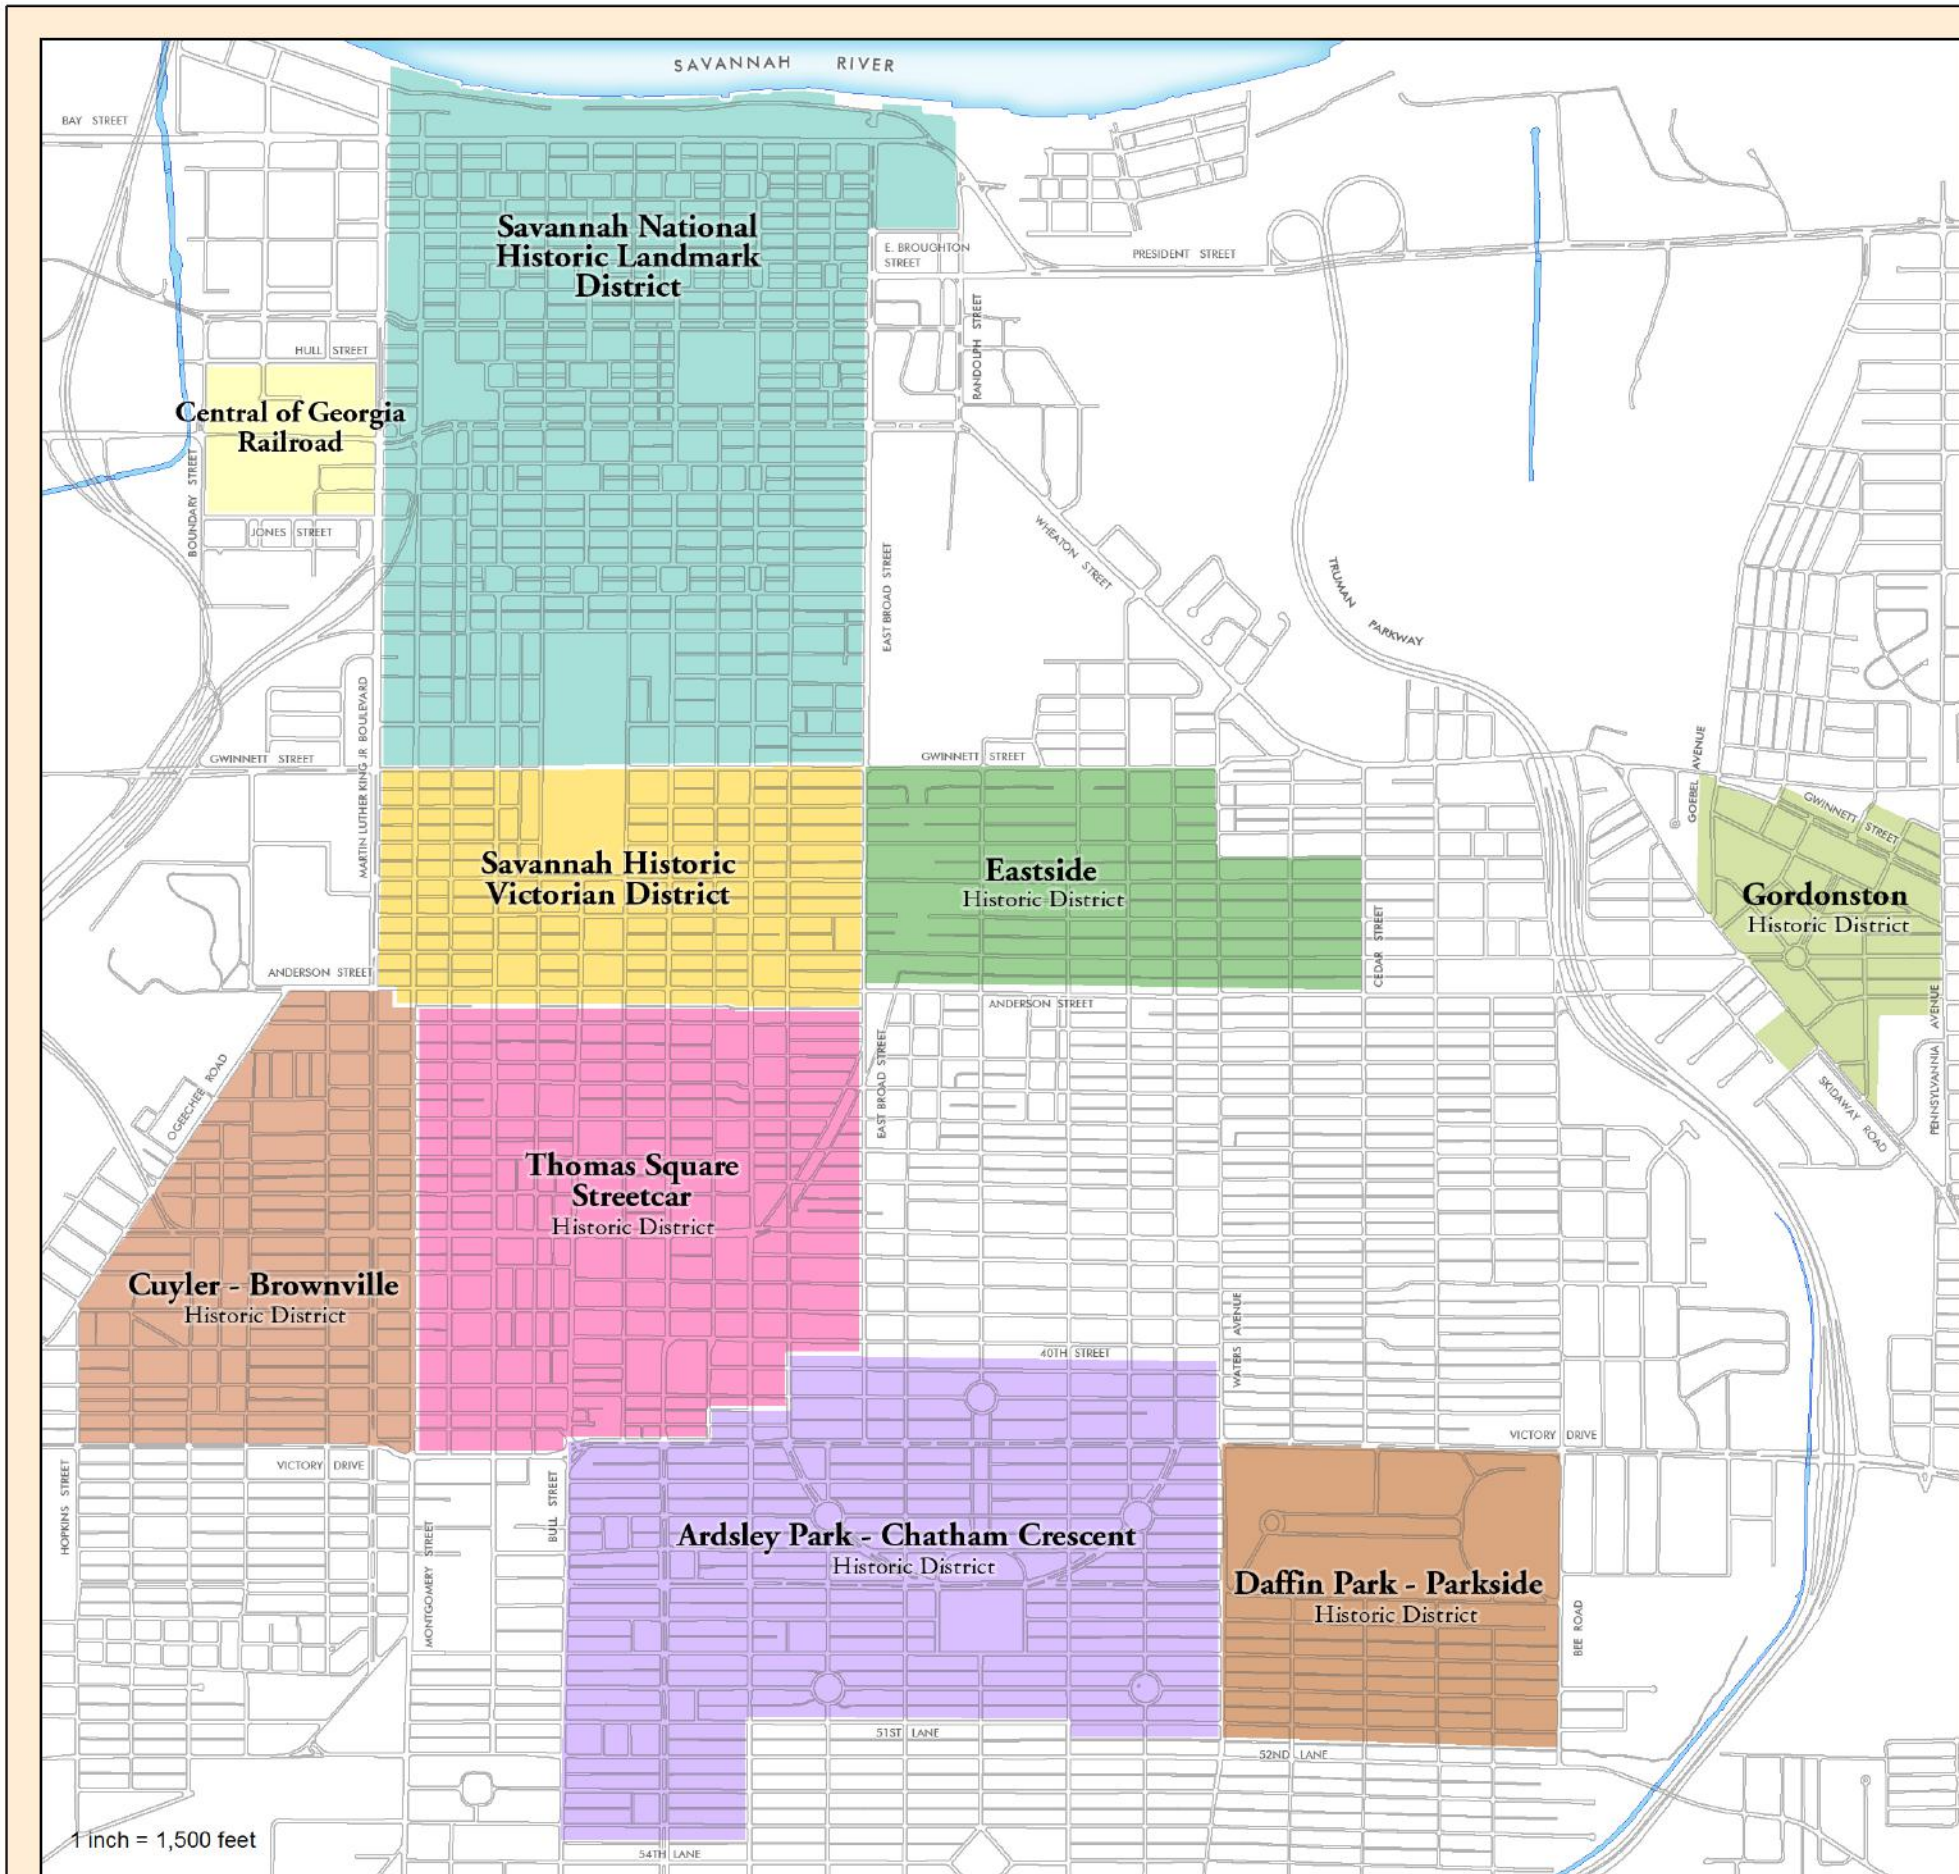 SAVANNAH RIVER
BAY STREET
Savannah National
Historic Landmark
District
E. BROUGHTON
STREET
PRESIDENT STREET
RANDOLPH STREET
HULL STREET
Central of Georgia
Railroad
BOUNDARY STREET
JONES STREET
WHEATON STREET
EAST BROAD STREET
TRUMAN PARKWAY
MARTIN LUTHER KING JR. BOULEVARD
GWINNETT STREET
GWINNETT STREET
GOEBEL AVENUE
GWINNETT STREET
Savannah Historic
Victorian District
Eastside
Historic District
Gordonston
Historic District
CEDAR STREET
ANDERSON STREET
ANDERSON STREET
PENNSYLVANIA AVENUE
OGEECHEE ROAD
EAST BROAD STREET
SKIDAWAY ROAD
Thomas Square
Streetcar
Historic District
Cuyler - Brownville
Historic District
WATERS AVENUE
40TH STREET
VICTORY DRIVE
VICTORY DRIVE
HOPKINS STREET
BULL STREET
MONTGOMERY STREET
Ardsley Park - Chatham Crescent
Historic District
Daffin Park - Parkside
Historic District
BEE ROAD
51ST LANE
52ND LANE
1 inch = 1,500 feet
54TH LANE